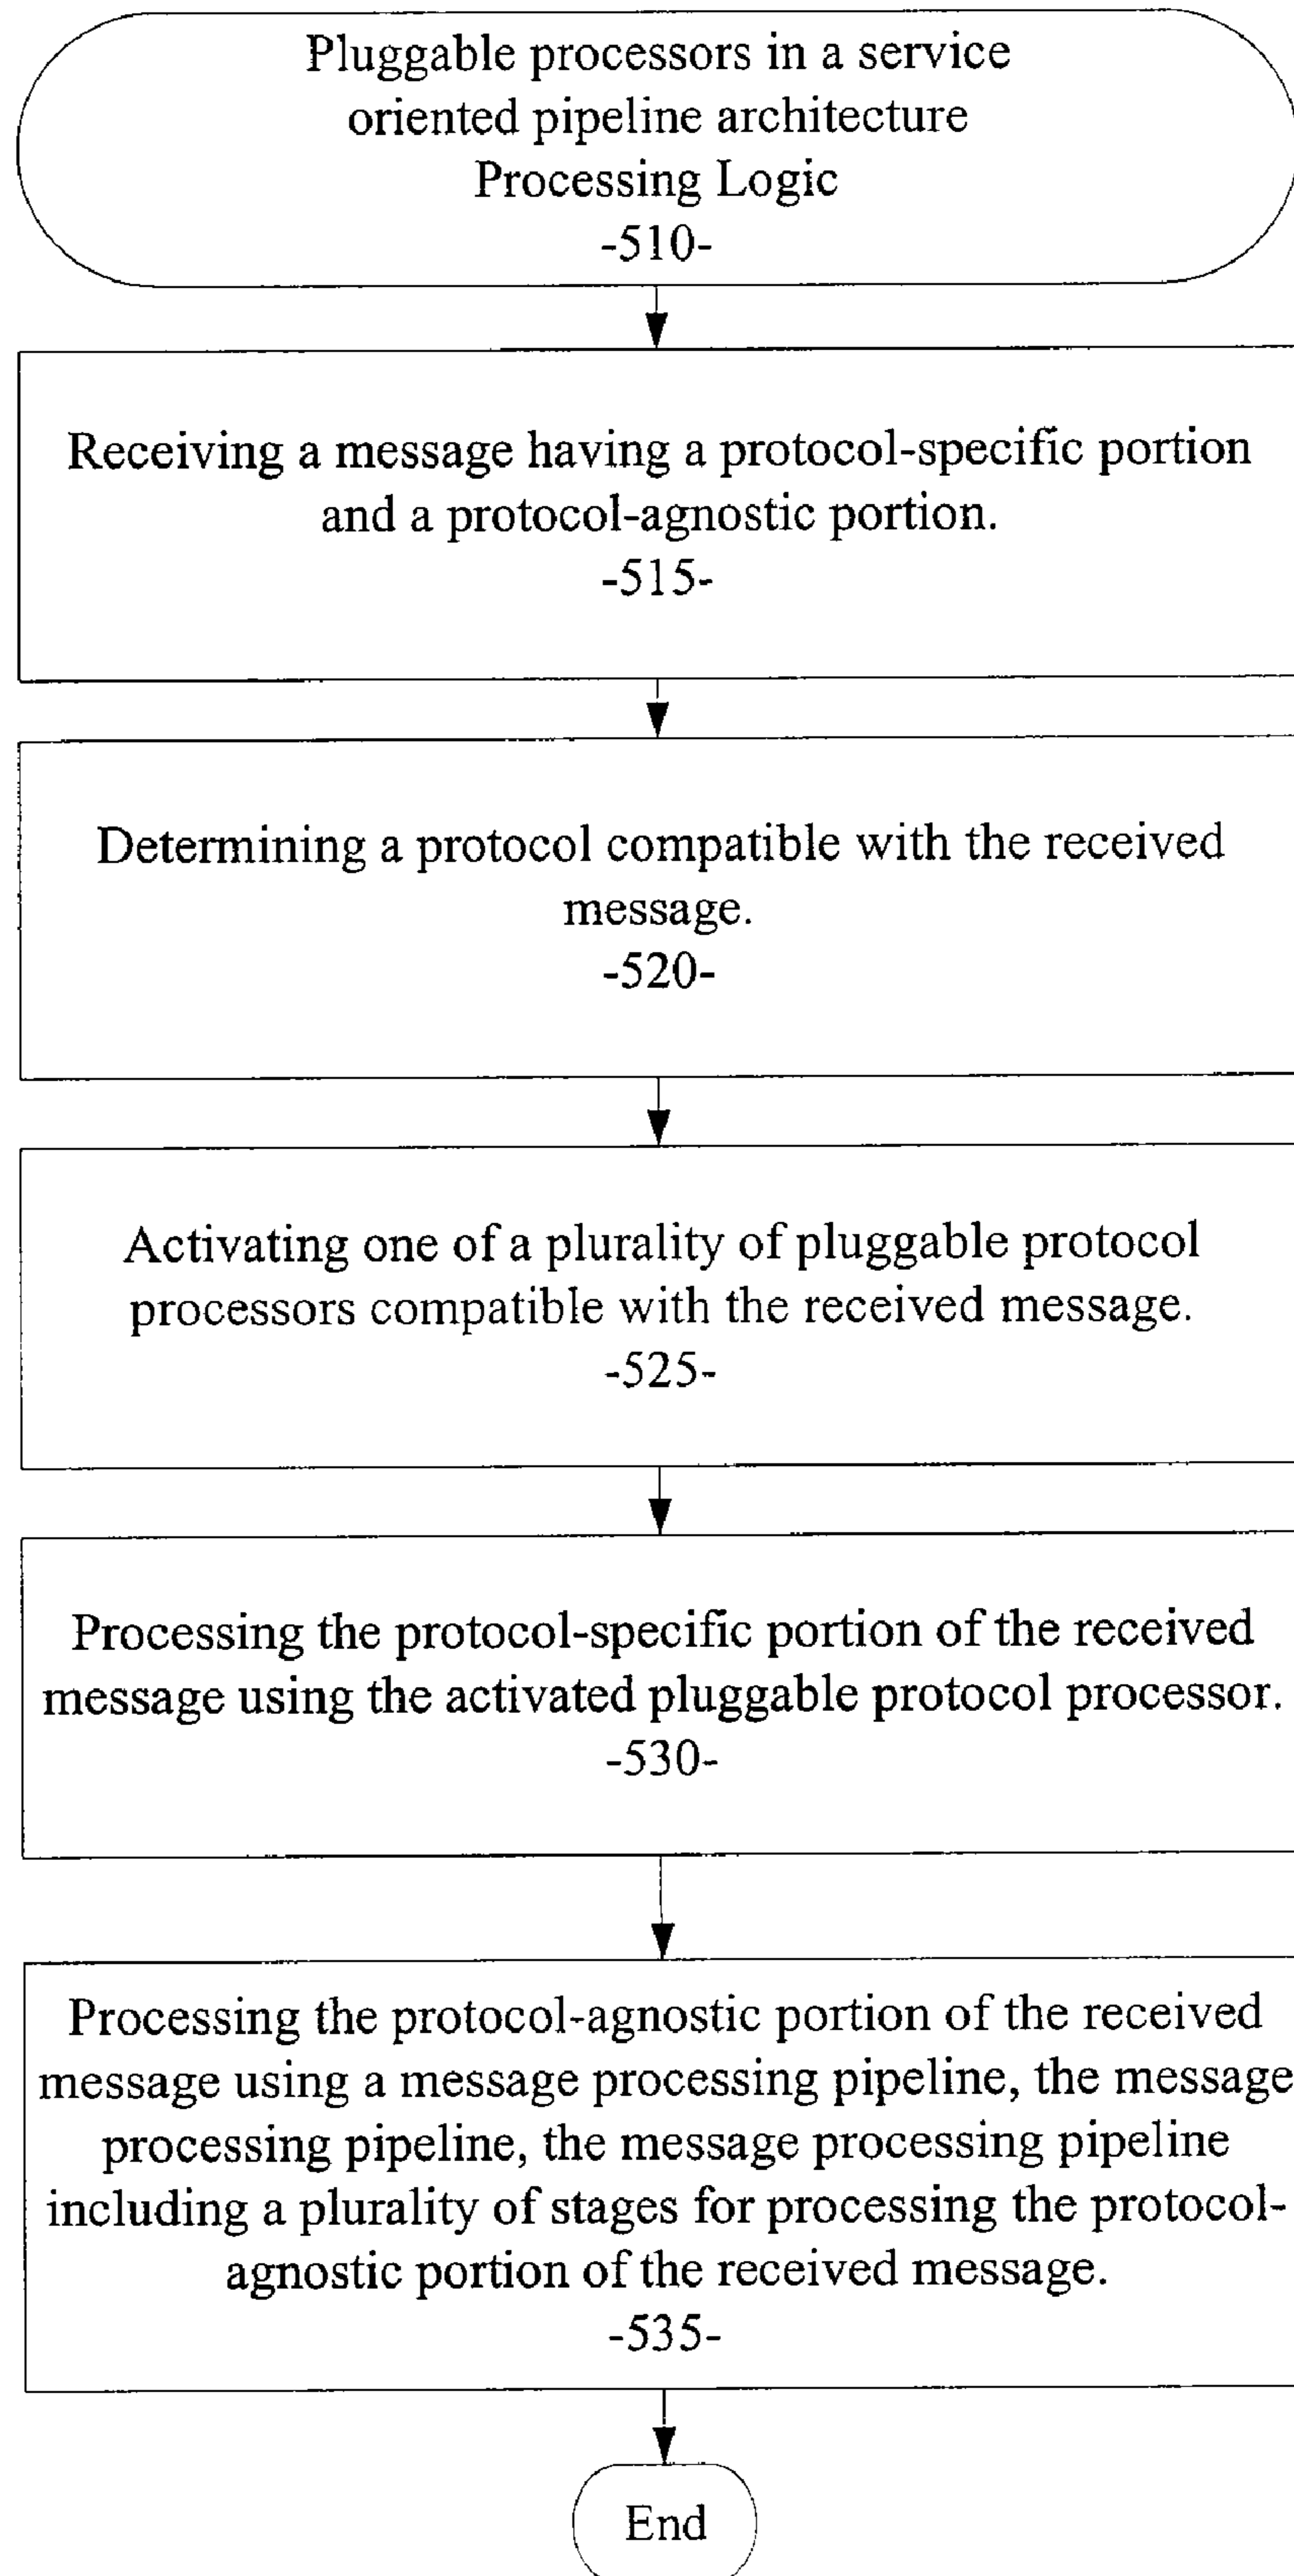 Pluggable processors in a service
oriented pipeline architecture
Processing Logic
-510-
Receiving a message having a protocol-specific portion
and a protocol-agnostic portion.
-515-
Determining a protocol compatible with the received
message.
-520-
Activating one of a plurality of pluggable protocol
processors compatible with the received message.
-525-
Processing the protocol-specific portion of the received
message using the activated pluggable protocol processor.
-530-
Processing the protocol-agnostic portion of the received
message using a message processing pipeline, the message
processing pipeline, the message processing pipeline
including a plurality of stages for processing the protocol-
agnostic portion of the received message.
-535-
End